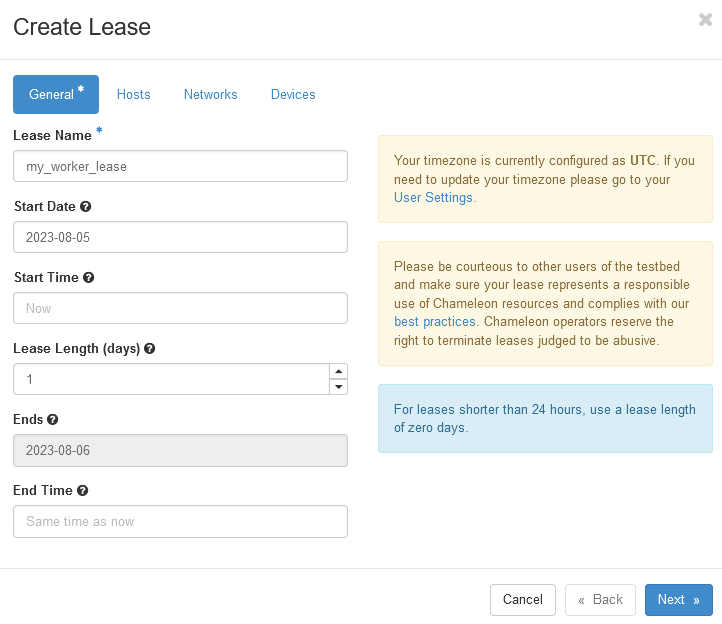 Create Lease
×
General *
Hosts
Networks
Devices
Lease Name *
my_worker_lease
Start Date ?
2023-08-05
Start Time ?
Now
Lease Length (days) ?
1
Ends ?
2023-08-06
End Time ?
Same time as now
Your timezone is currently configured as UTC. If you
need to update your timezone please go to your
User Settings.
Please be courteous to other users of the testbed
and make sure your lease represents a responsible
use of Chameleon resources and complies with our
best practices. Chameleon operators reserve the
right to terminate leases judged to be abusive.
For leases shorter than 24 hours, use a lease length
of zero days.
Cancel
« Back
Next »